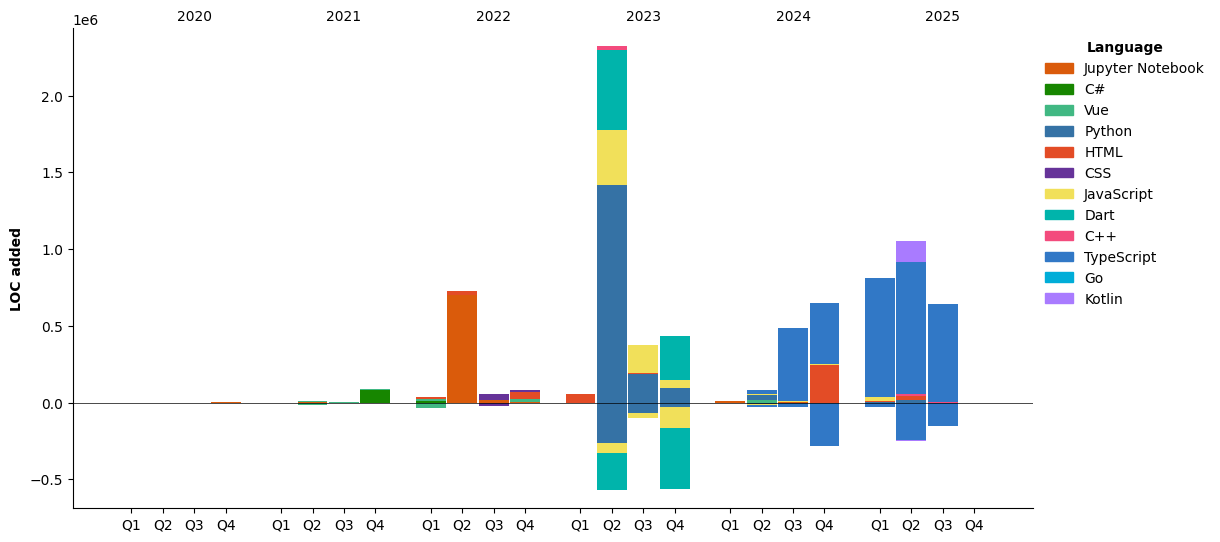 1e6
2020 2021 2022 2023 2024 2025
LOC added
2.0
1.5
1.0
0.5
0.0
−0.5
Q1 Q2 Q3 Q4 Q1 Q2 Q3 Q4 Q1 Q2 Q3 Q4 Q1 Q2 Q3 Q4 Q1 Q2 Q3 Q4 Q1 Q2 Q3 Q4
Language
Jupyter Notebook
C#
Vue
Python
HTML
CSS
JavaScript
Dart
C++
TypeScript
Go
Kotlin